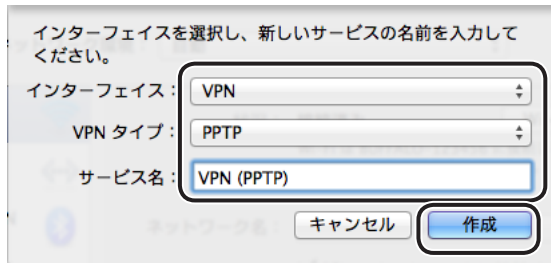 インターフェイスを選択し、新しいサービスの名前を入力して
ください。
インターフェイス： VPN
VPN タイプ： PPTP
サービス名： VPN (PPTP)
キャンセル 作成